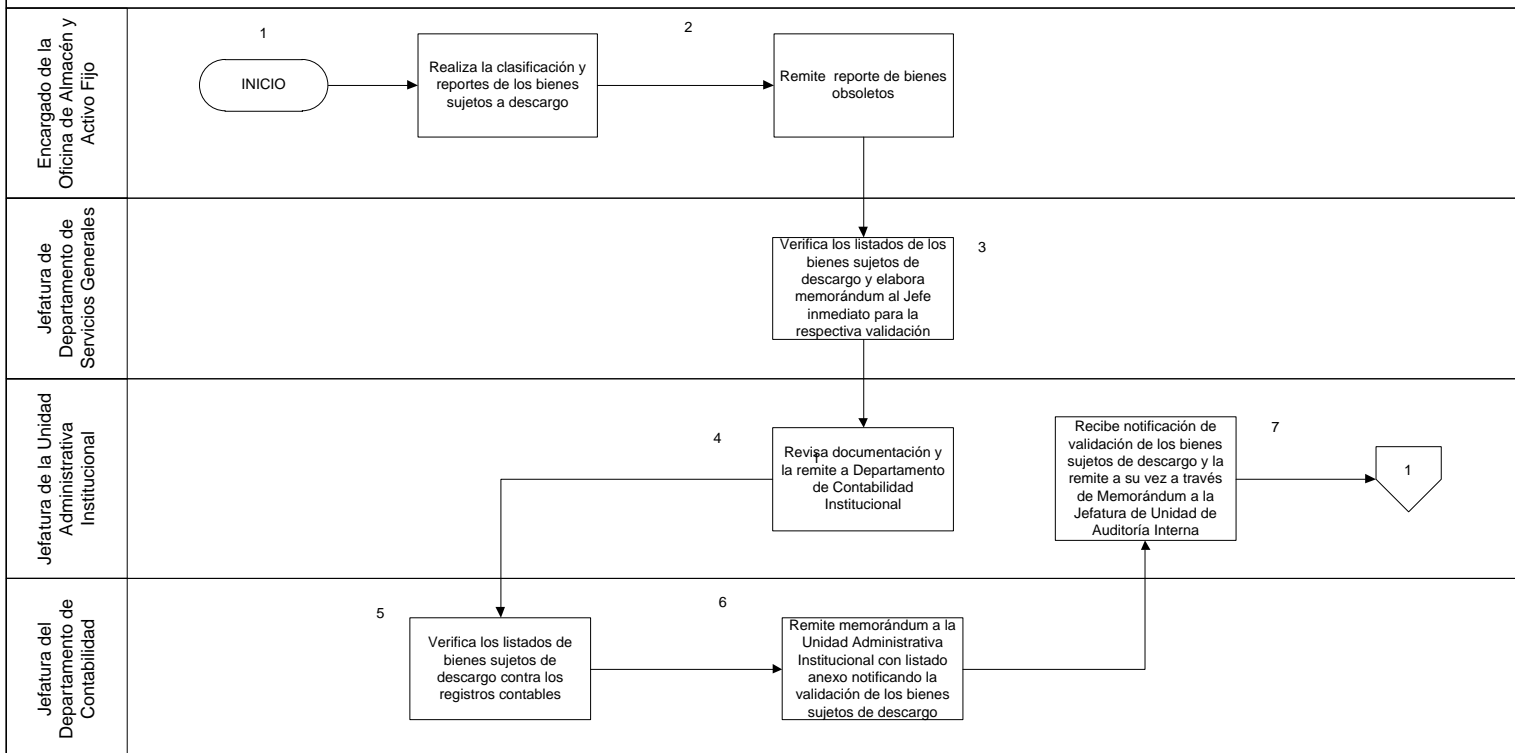 Encargado de la
Oficina de Almacén y
Activo Fijo
1
INICIO
Realiza la clasificación y
reportes de los bienes
sujetos a descargo
2
Remite reporte de bienes
obsoletos
Jefatura de
Departamento de
Servicios Generales
Verifica los listados de los
bienes sujetos de
descargo y elabora
memorándum al Jefe
inmediato para la
respectiva validación
3
Jefatura de la Unidad
Administrativa
Institucional
4
Revisa documentación y
la remite a Departamento
de Contabilidad
Institucional
Recibe notificación de
validación de los bienes
sujetos de descargo y la
remite a su vez a través
de Memorándum a la
Jefatura de Unidad de
Auditoría Interna
7
1
Jefatura del
Departamento de
Contabilidad
5
Verifica los listados de
bienes sujetos de
descargo contra los
registros contables
6
Remite memorándum a la
Unidad Administrativa
Institucional con listado
anexo notificando la
validación de los bienes
sujetos de descargo